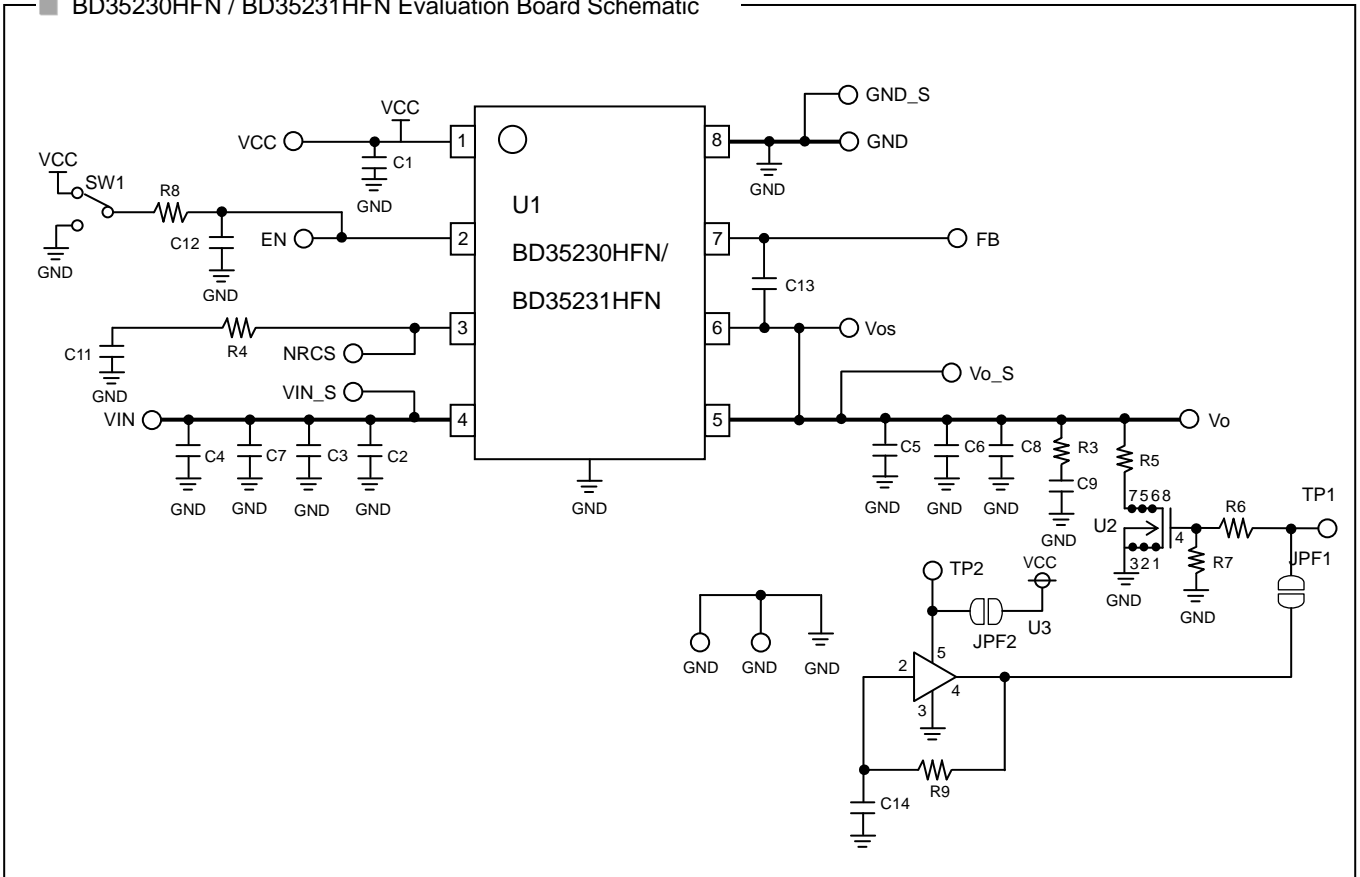 BD35230HFN / BD35231HFN Evaluation Board Schematic
GND_S
VCC
VCC
1
8
GND
C1
GND
GND
VCC
SW1
R8
U1
EN
2
7
FB
C12
BD35230HFN/
GND
GND
C13
BD35231HFN
3
6
Vos
C11
R4
NRCS
GND
VIN_S
Vo_S
VIN
4
5
Vo
C4
C7
C3
C2
C5
C6
C8
R3
R5
C9
GND
GND
GND
GND
GND
GND
GND
GND
7568
U2
4
R6
TP1
321
R7
JPF1
GND
GND
TP2
VCC
JPF2
U3
GND
GND
GND
5
2
4
3
R9
C14